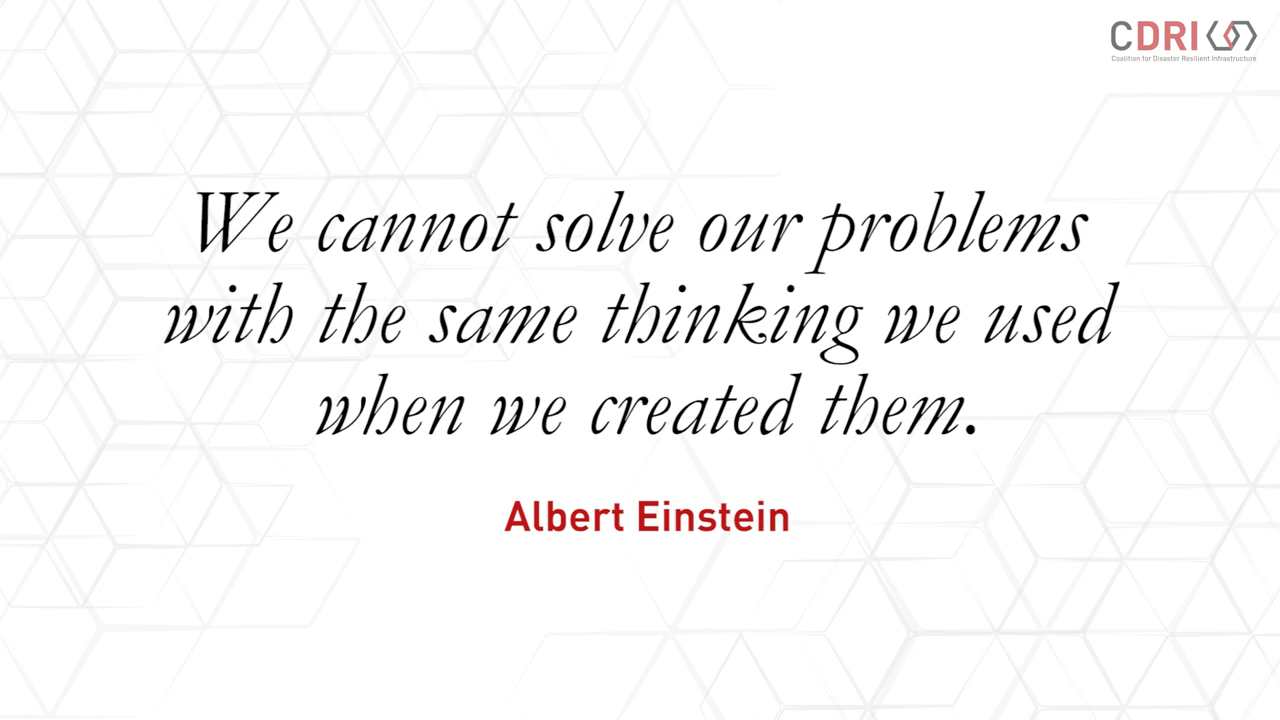 CDRI
Coalition for Disaster Resilient Infrastructure
We cannot solve our problems
with the same thinking we used
when we created them.
Albert Einstein